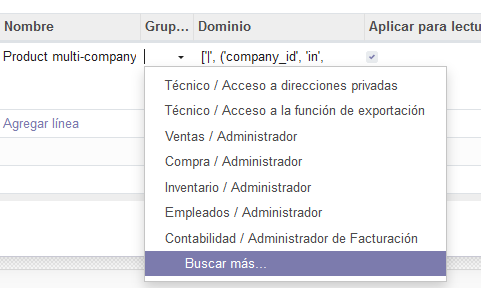 Nombre Grup... Dominio Aplicar para lectu
Product multi-company ['|', ('company_id', 'in',
Técnico / Acceso a direcciones privadas
Técnico / Acceso a la función de exportación
Agregar línea
Ventas / Administrador
Compra / Administrador
Inventario / Administrador
Empleados / Administrador
Contabilidad / Administrador de Facturación
Buscar más...